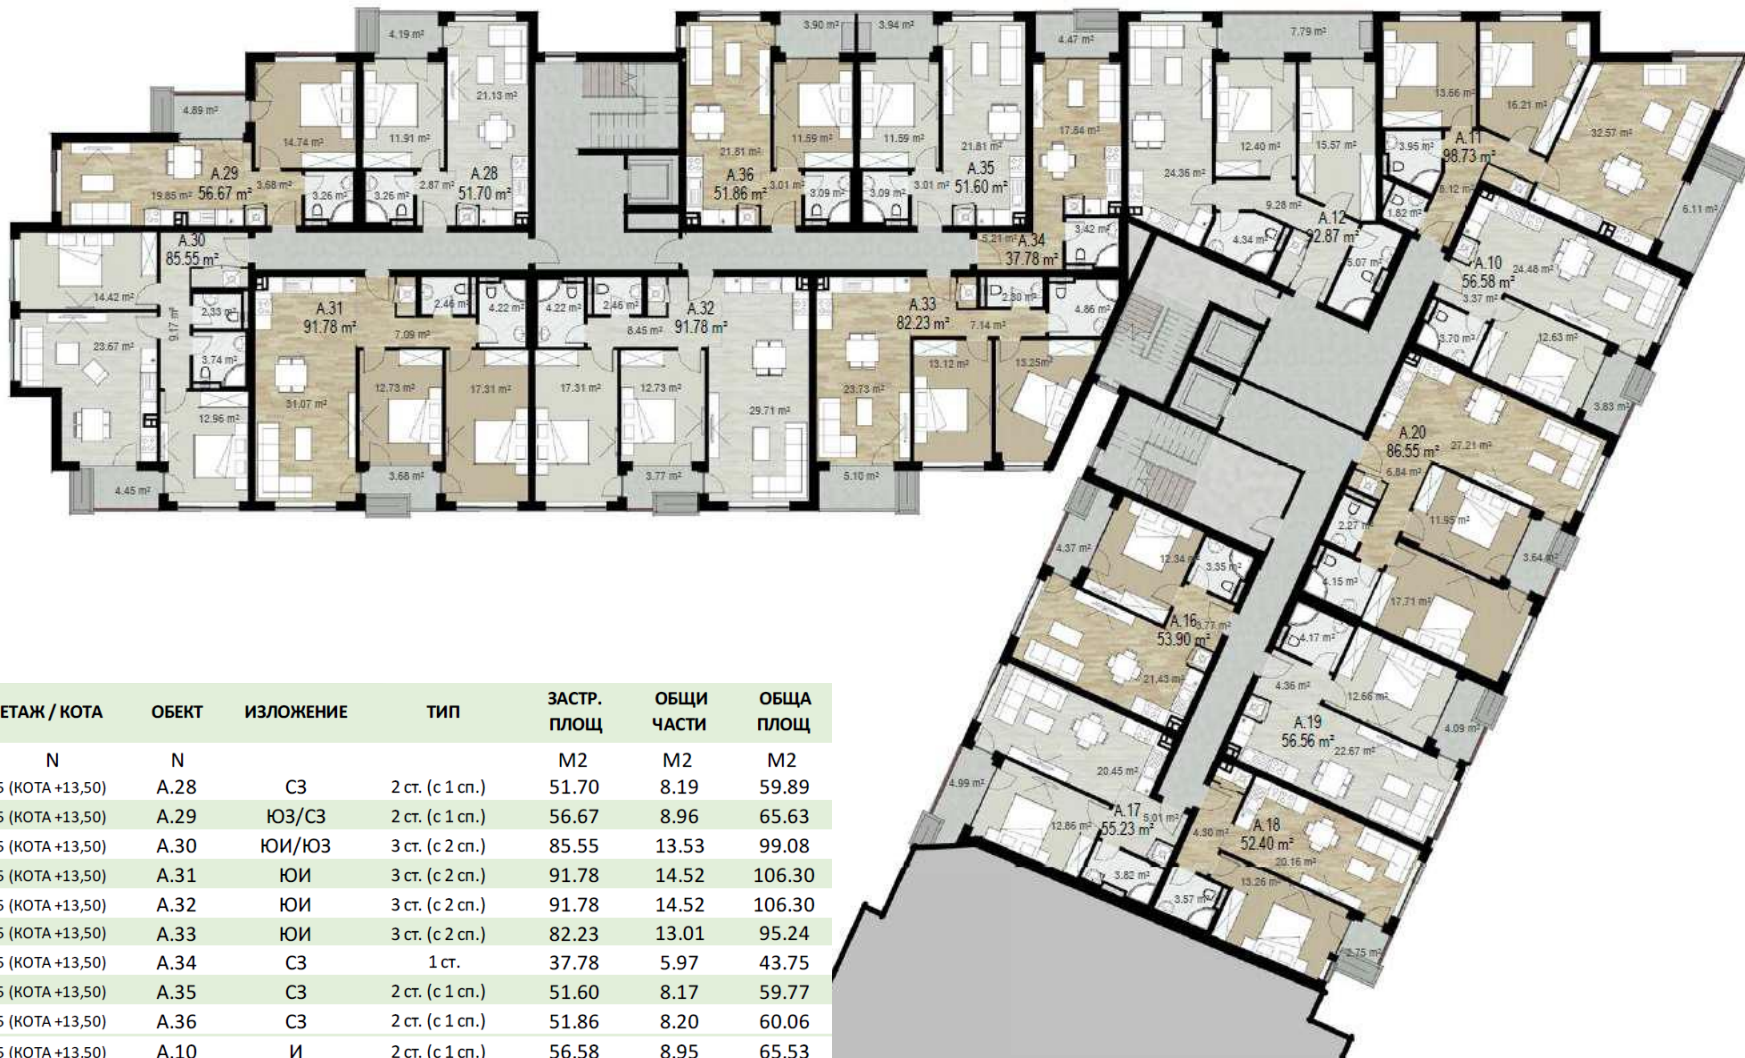 4.19 m²
3.90 m²
3.94 m²
4.47 m²
7.79 m²
4.89 m²
14.74 m²
11.91 m²
21.13 m²
21.81 m²
11.59 m²
11.59 m²
21.81 m²
17.84 m²
24.36 m²
12.40 m²
15.57 m²
13.66 m²
16.21 m²
32.57 m²
A.29
56.67 m²
19.85 m²
3.68 m²
3.26 m²
3.26 m²
2.87 m²
A.28
51.70 m²
A.36
51.86 m²
3.01 m²
3.09 m²
3.09 m²
3.01 m²
A.35
51.60 m²
A.11
98.73 m²
3.95 m²
6.12 m²
1.82 m²
6.11 m²
A.30
85.55 m²
5.21 m²
A.34
37.78 m²
3.42 m²
9.28 m²
4.34 m²
A.12
92.87 m²
5.07 m²
A.10
56.58 m²
24.48 m²
3.37 m²
3.70 m²
12.63 m²
3.83 m²
14.42 m²
2.33 m²
9.17 m²
23.67 m²
3.74 m²
12.96 m²
4.45 m²
A.31
91.78 m²
2.46 m²
4.22 m²
7.09 m²
12.73 m²
17.31 m²
31.07 m²
3.68 m²
4.22 m²
2.46 m²
A.32
91.78 m²
8.45 m²
17.31 m²
12.73 m²
29.71 m²
3.77 m²
A.33
82.23 m²
2.30 m²
4.86 m²
7.14 m²
13.12 m²
13.25 m²
23.73 m²
5.10 m²
A.20
86.55 m²
27.21 m²
6.84 m²
2.27 m²
11.95 m²
3.64 m²
4.15 m²
17.71 m²
4.37 m²
12.34 m²
3.35 m²
A.16
53.90 m²
3.77 m²
21.43 m²
4.17 m²
4.36 m²
12.66 m²
A.19
56.56 m²
22.67 m²
4.09 m²
20.45 m²
4.99 m²
12.86 m²
A.17
55.23 m²
5.01 m²
3.82 m²
4.30 m²
A.18
52.40 m²
20.16 m²
13.26 m²
3.57 m²
2.75 m²
ЕТАЖ / КОТА ОБЕКТ ИЗЛОЖЕНИЕ ТИП ЗАСТР. ПЛОЩ ОБЩИ ЧАСТИ ОБЩА ПЛОЩ
N N M2 M2 M2
5 (КОТА +13,50) А.28 СЗ 2 ст. (с 1 сп.) 51.70 8.19 59.89
5 (КОТА +13,50) А.29 ЮЗ/СЗ 2 ст. (с 1 сп.) 56.67 8.96 65.63
5 (КОТА +13,50) А.30 ЮИ/ЮЗ 3 ст. (с 2 сп.) 85.55 13.53 99.08
5 (КОТА +13,50) А.31 ЮИ 3 ст. (с 2 сп.) 91.78 14.52 106.30
5 (КОТА +13,50) А.32 ЮИ 3 ст. (с 2 сп.) 91.78 14.52 106.30
5 (КОТА +13,50) А.33 ЮИ 3 ст. (с 2 сп.) 82.23 13.01 95.24
5 (КОТА +13,50) А.34 СЗ 1 ст. 37.78 5.97 43.75
5 (КОТА +13,50) А.35 СЗ 2 ст. (с 1 сп.) 51.60 8.17 59.77
5 (КОТА +13,50) А.36 СЗ 2 ст. (с 1 сп.) 51.86 8.20 60.06
5 (КОТА +13,50) А.10 И 2 ст. (с 1 сп.) 56.58 8.95 65.53